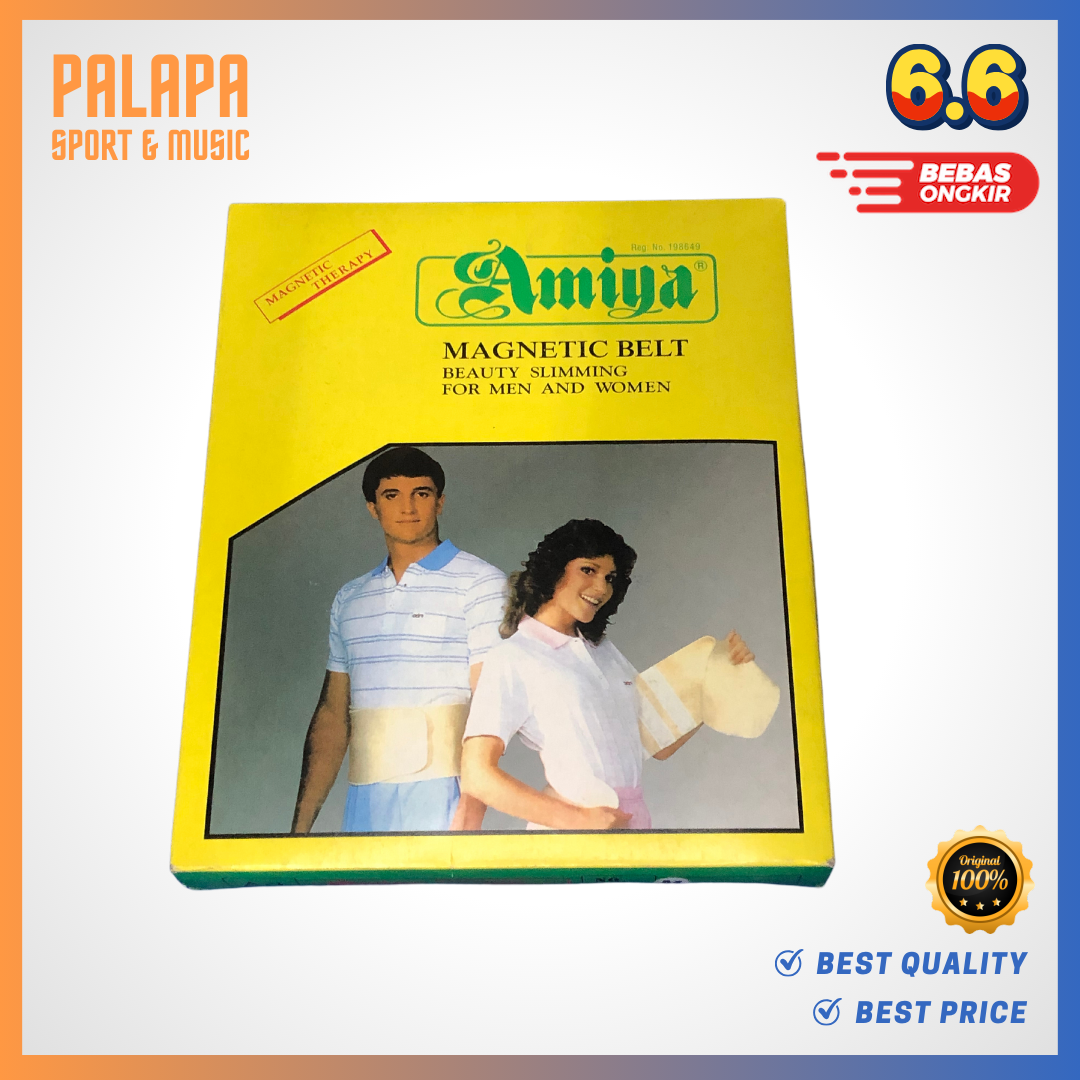 PALAPA
SPORT & MUSIC
6.6
BEBAS
ONGKIR
MAGNETIC
THERAPY
Reg. No. 198649
Amiya®
MAGNETIC BELT
BEAUTY SLIMMING
FOR MEN AND WOMEN
Original
100%
BEST QUALITY
BEST PRICE